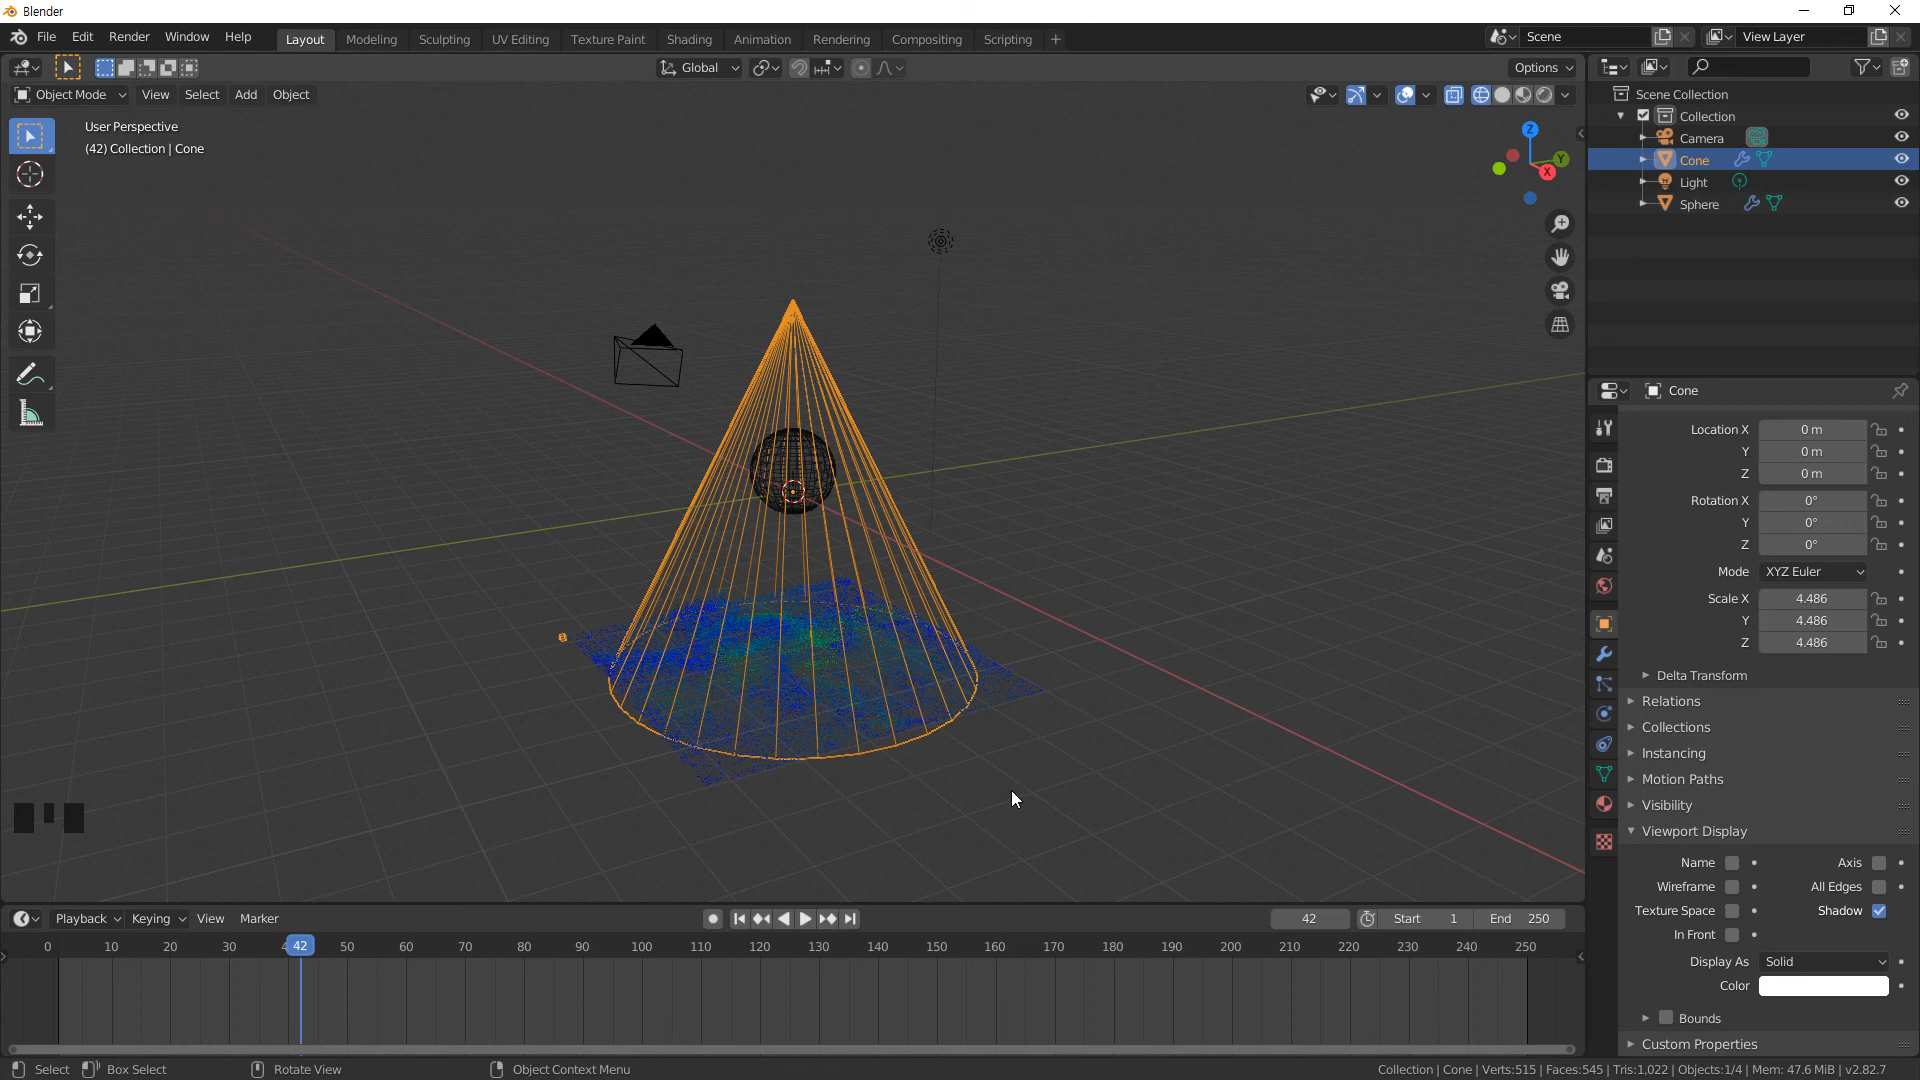 Blender
File Edit Render Window Help Layout Modeling Sculpting UV Editing Texture Paint Shading Animation Rendering Compositing Scripting + Scene View Layer
Global Options
Object Mode View Select Add Object
User Perspective
(42) Collection | Cone
Z
Y
X
Scene Collection
Collection
Camera
Cone
Light
Sphere
Cone
Location X 0 m
Y 0 m
Z 0 m
Rotation X 0°
Y 0°
Z 0°
Mode XYZ Euler
Scale X 4.486
Y 4.486
Z 4.486
Delta Transform
Relations
Collections
Instancing
Motion Paths
Visibility
Viewport Display
Name Axis
Wireframe All Edges
Texture Space Shadow
In Front
Display As Solid
Color
Bounds
Custom Properties
Playback Keying View Marker 42 Start 1 End 250
0 10 20 30 4 42 50 60 70 80 90 100 110 120 130 140 150 160 170 180 190 200 210 220 230 240 250
Select Box Select Rotate View Object Context Menu Collection | Cone | Verts:515 | Faces:545 | Tris:1,022 | Objects:1/4 | Mem: 47.6 MiB | v2.82.7